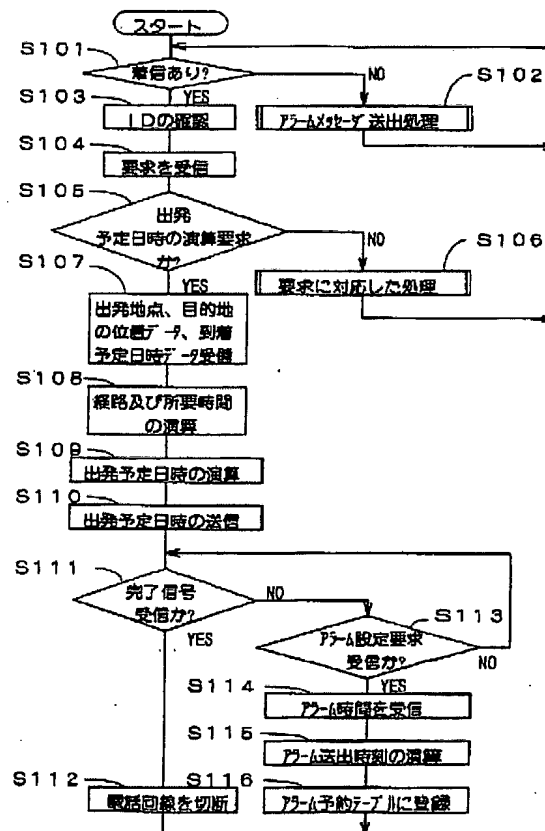 スタート
S101
着信あり?
NO
S102
S103
YES
IDの確認
アラームメッセージ送出処理
S104
要求を受信
S105
出発
予定日時の演算要求
か?
NO
S106
S107
YES
要求に対応した処理
出発地点、目的地
の位置データ、到着
予定日時データ受信
S108
経路及び所要時間
の演算
S109
出発予定日時の演算
S110
出発予定日時の送信
S111
完了信号
受信か?
NO
S113
YES
アラーム設定要求
受信か?
NO
S114
YES
アラーム時間を受信
S115
アラーム送出時刻の演算
S112
S116
電話回線を切断
アラーム予約テーブルに登録